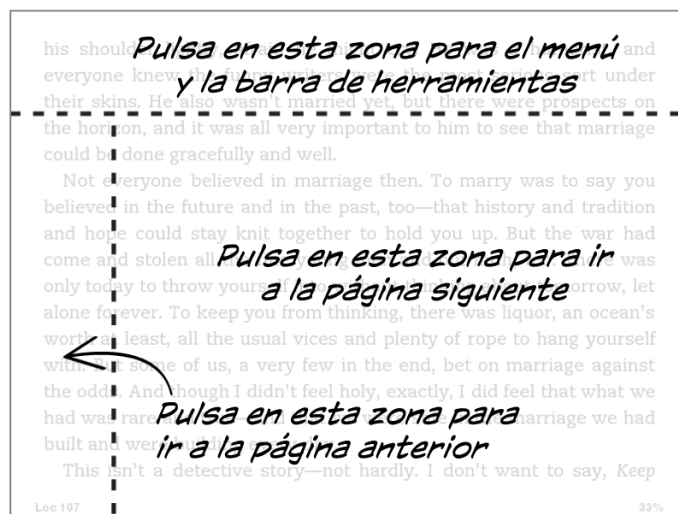 Pulsa en esta zona para el menú
y la barra de herramientas
Pulsa en esta zona para ir
a la página siguiente
Pulsa en esta zona para
ir a la página anterior
his and
everyone knew under
their skins. He also wasn't married yet, but there were prospects on
the horizon, and it was all very important to him to see that marriage
could be done gracefully and well.
Not everyone believed in marriage then. To marry was to say you
believed in the future and in the past, too—that history and tradition
and hope could stay knit together to hold you up. But the war had
come and stolen all was
only today to throw let
alone forever. To keep you from thinking, there was liquor, an ocean's
worth at least, all the usual vices and plenty of rope to hang yourself
with. But some of us, a very few in the end, bet on marriage against
the odds. And though I didn't feel holy, exactly, I did feel that what we
had was rare marriage we had
built and
This isn't a detective story—not hardly. I don't want to say, Keep
Loc 107 33%